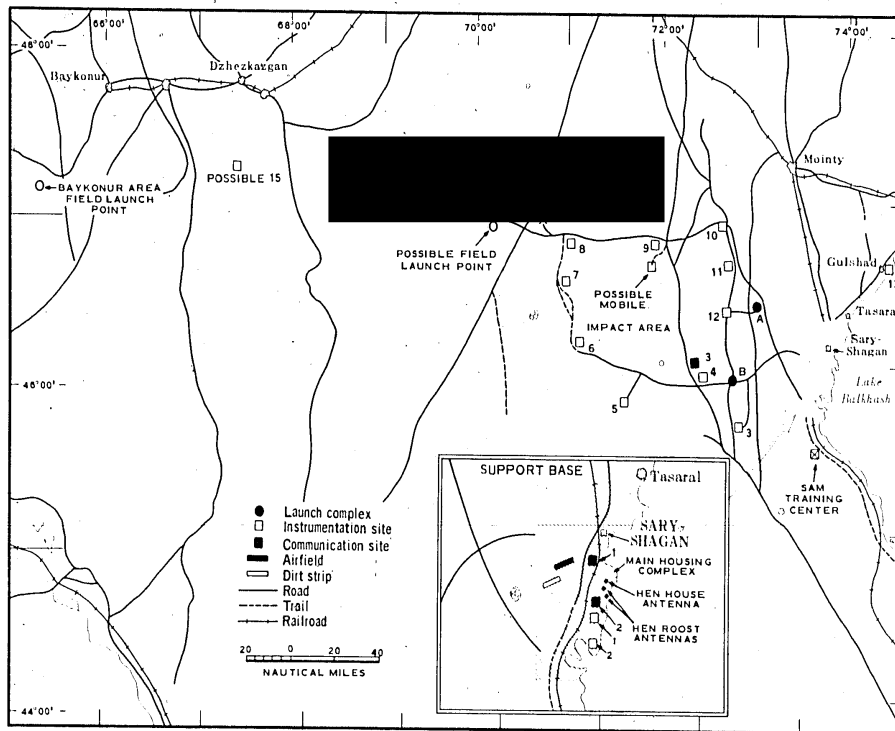 66°00'
68°00'
70°00'
72°00'
74°00'
48°00'
Baykonur
Dzhezkazgan
Mointy
POSSIBLE 15
BAYKONUR AREA
FIELD LAUNCH
POINT
POSSIBLE FIELD
LAUNCH POINT
8
9
10
7
11
Gulshad
POSSIBLE
MOBILE
12
A
Tasaral
IMPACT AREA
Sary-
Shagan
6
3
4
B
46°00'
Lake
Balkhash
5
3
SAM
TRAINING
CENTER
SUPPORT BASE
Tasaral
SARY-
SHAGAN
1
MAIN HOUSING
COMPLEX
HEN HOUSE
ANTENNA
HEN ROOST
ANTENNAS
2
1
2
Launch complex
Instrumentation site
Communication site
Airfield
Dirt strip
Road
Trail
Railroad
20 0 20 40
NAUTICAL MILES
44°00'